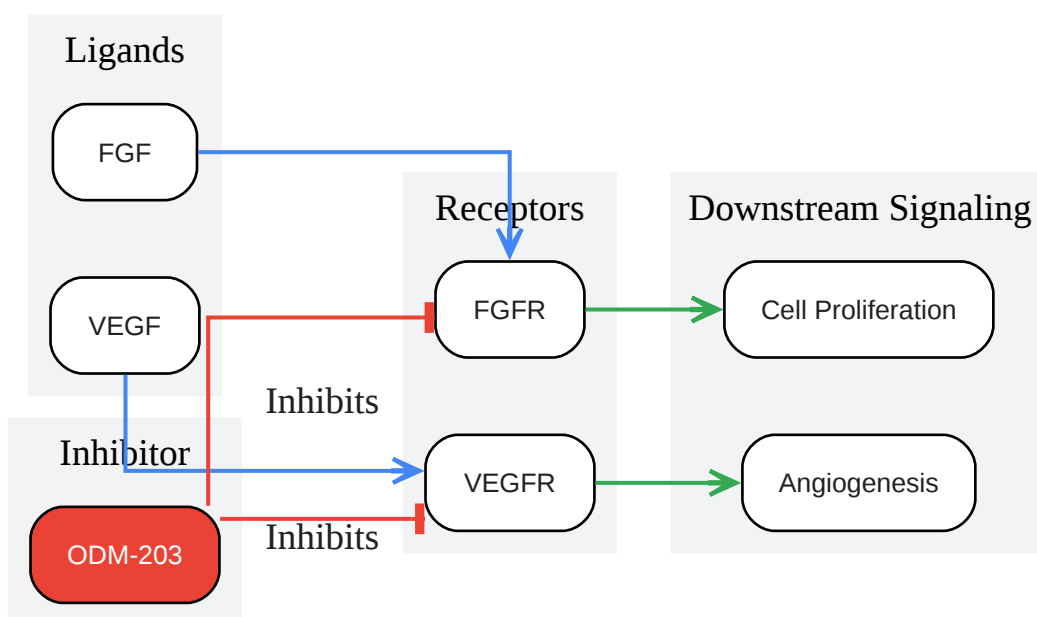 Ligands
FGF
VEGF
Receptors
FGFR
VEGFR
Downstream Signaling
Cell Proliferation
Angiogenesis
Inhibits
Inhibits
Inhibitor
ODM-203